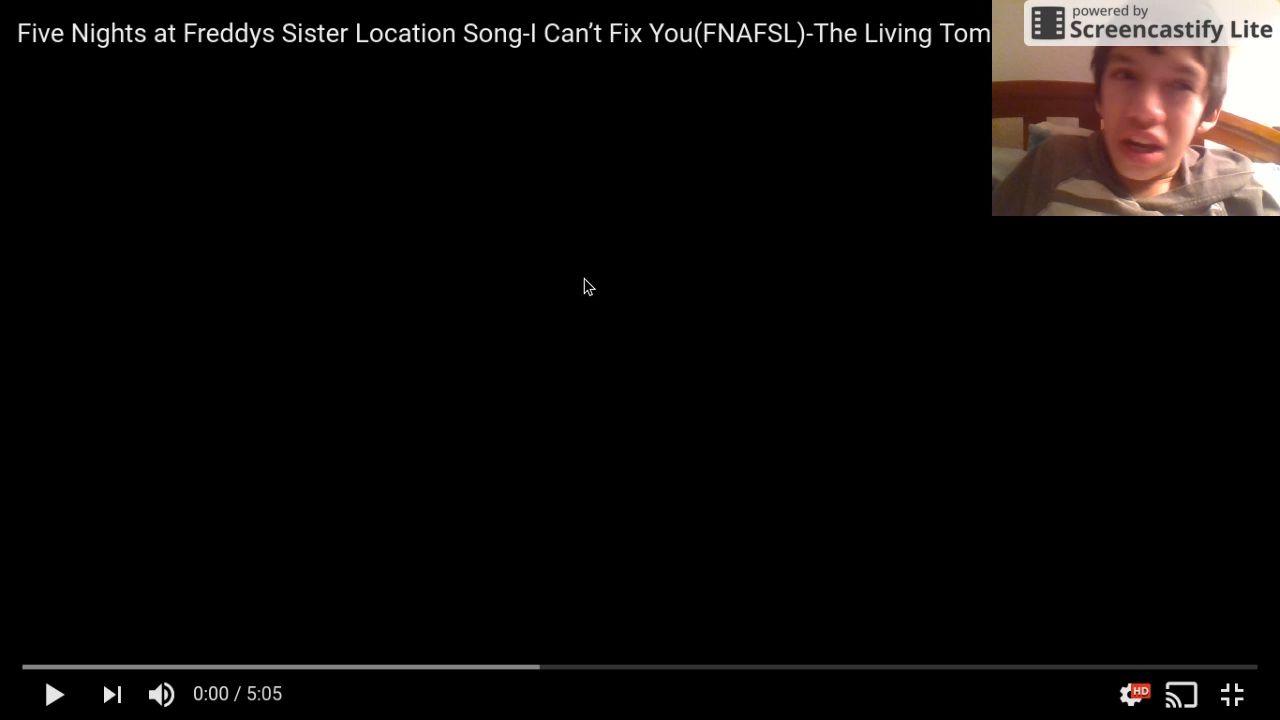 Five Nights at Freddys Sister Location Song-I Can’t Fix You(FNAFSL)-The Living Tom
powered by
Screencastify Lite
0:00 / 5:05
HD